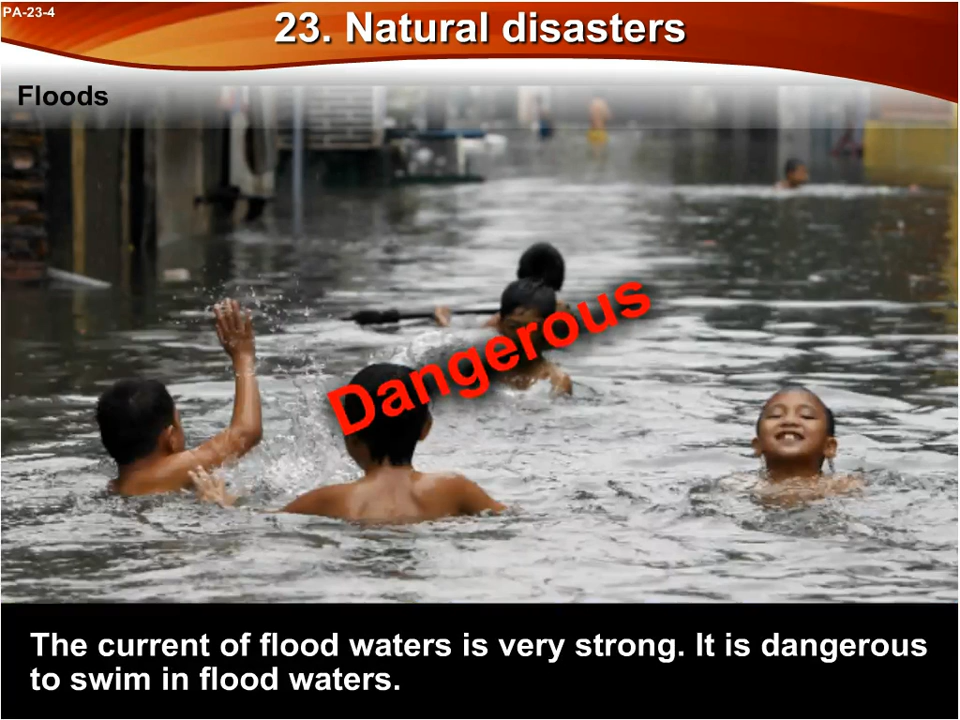 PA-23-4
23. Natural disasters
Floods
Dangerous
The current of flood waters is very strong. It is dangerous
to swim in flood waters.